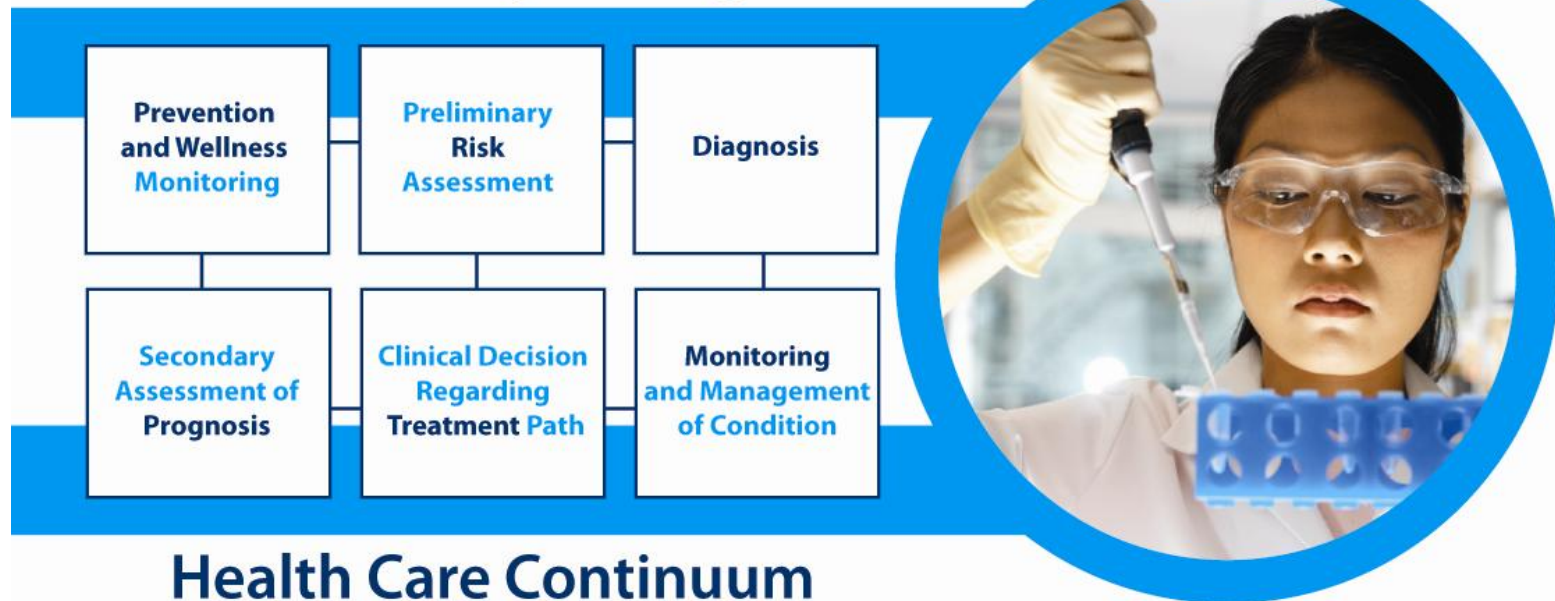 Prevention
and Wellness
Monitoring
Preliminary
Risk
Assessment
Diagnosis
Secondary
Assessment of
Prognosis
Clinical Decision
Regarding
Treatment Path
Monitoring
and Management
of Condition
Health Care Continuum